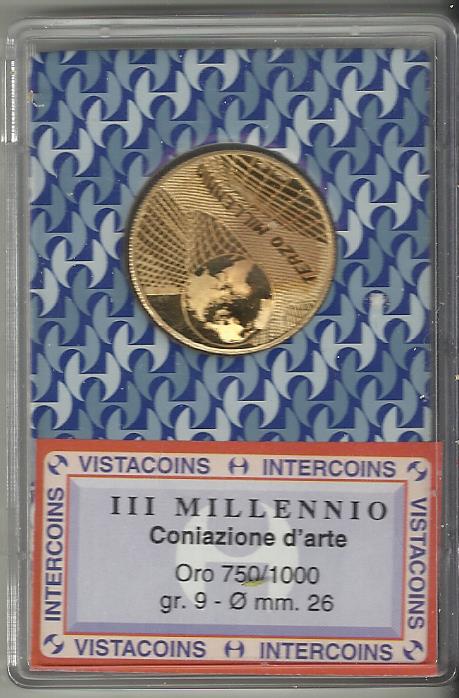 TERZO MILLENNIO
VISTACOINS INTERCOINS
INTERCOINS
VISTACOINS
III MILLENNIO
Coniazione d'arte
Oro 750/1000
gr. 9 - Ø mm. 26
VISTACOINS INTERCOINS